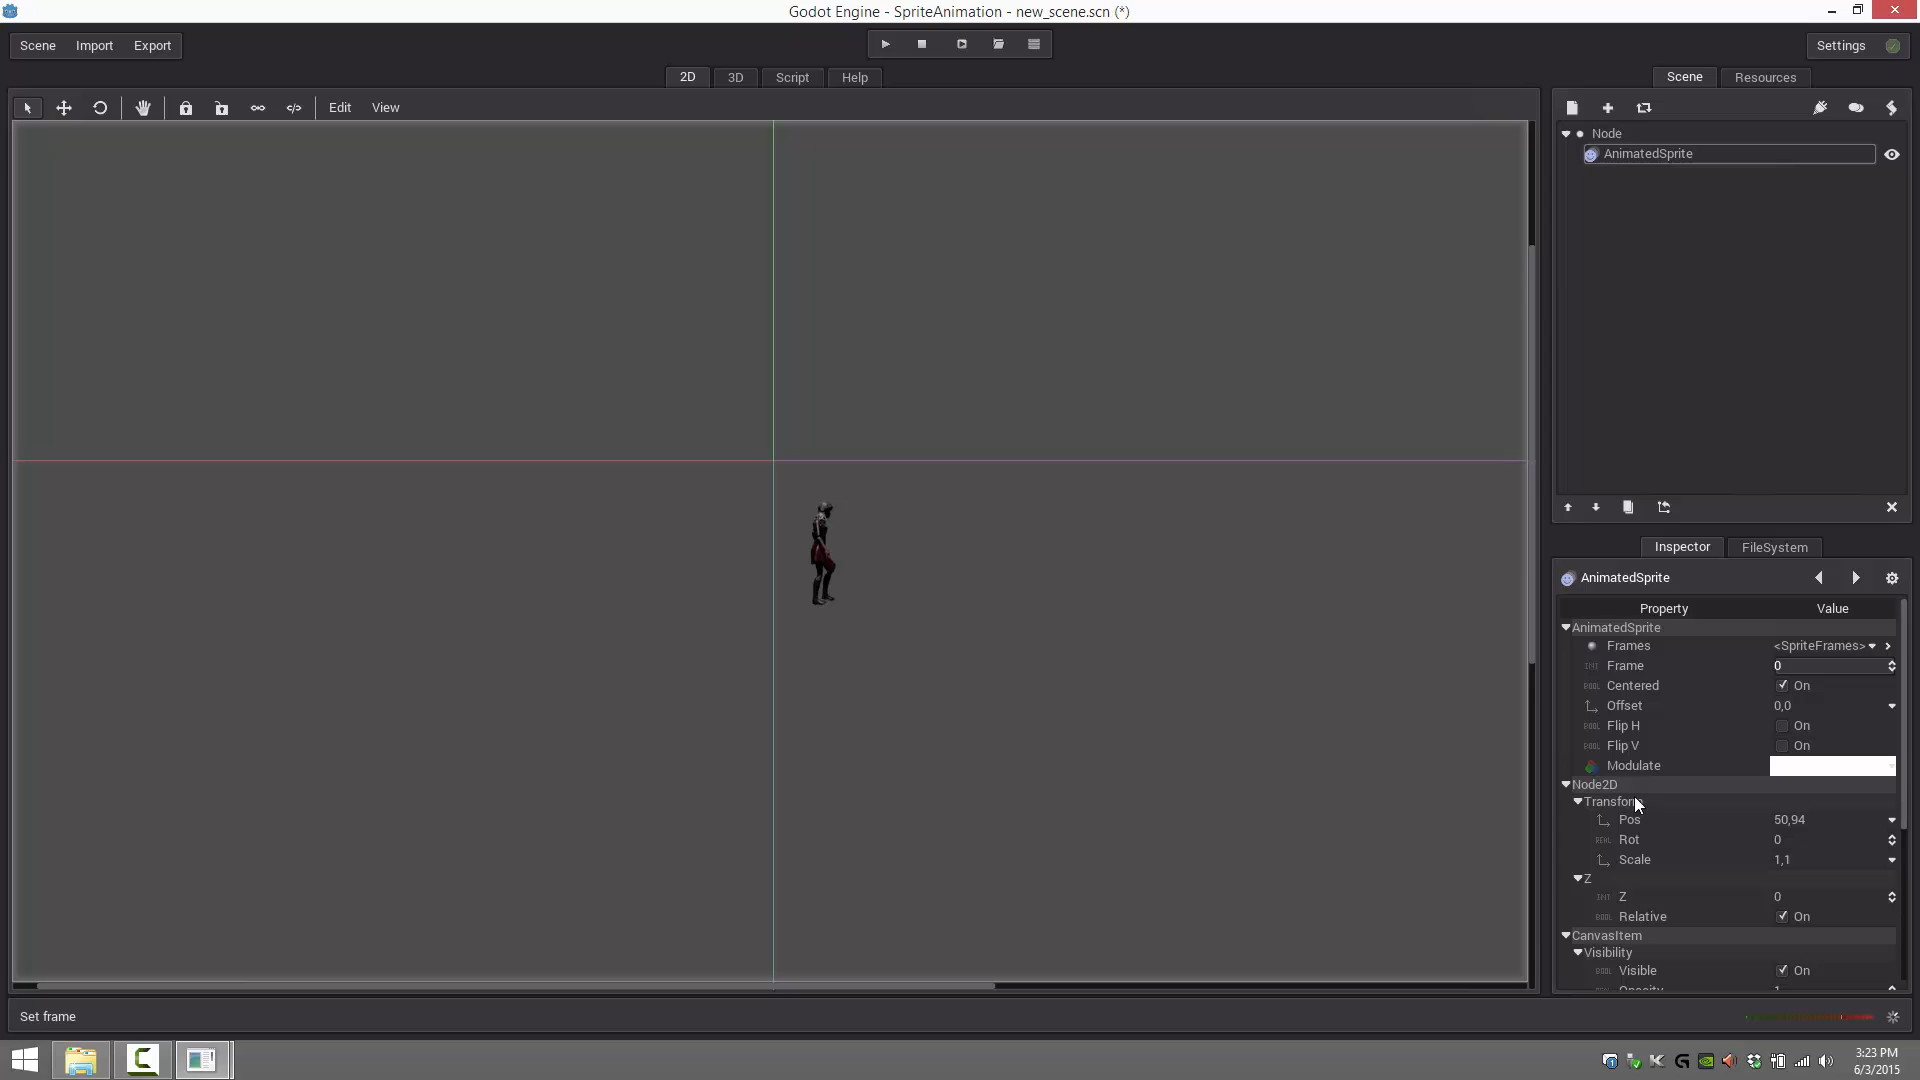 Godot Engine - SpriteAnimation - new_scene.scn (*)
Scene Import Export
Settings
2D 3D Script Help
Scene Resources
Edit View
Node
AnimatedSprite
Inspector FileSystem
AnimatedSprite
Property Value
AnimatedSprite
Frames <SpriteFrames>
Frame 0
Centered On
Offset 0,0
Flip H On
Flip V On
Modulate
Node2D
Transform
Pos 50,94
Rot 0
Scale 1,1
Z
Z 0
Relative On
CanvasItem
Visibility
Visible On
Opacity 1
Set frame
3:23 PM
6/3/2015